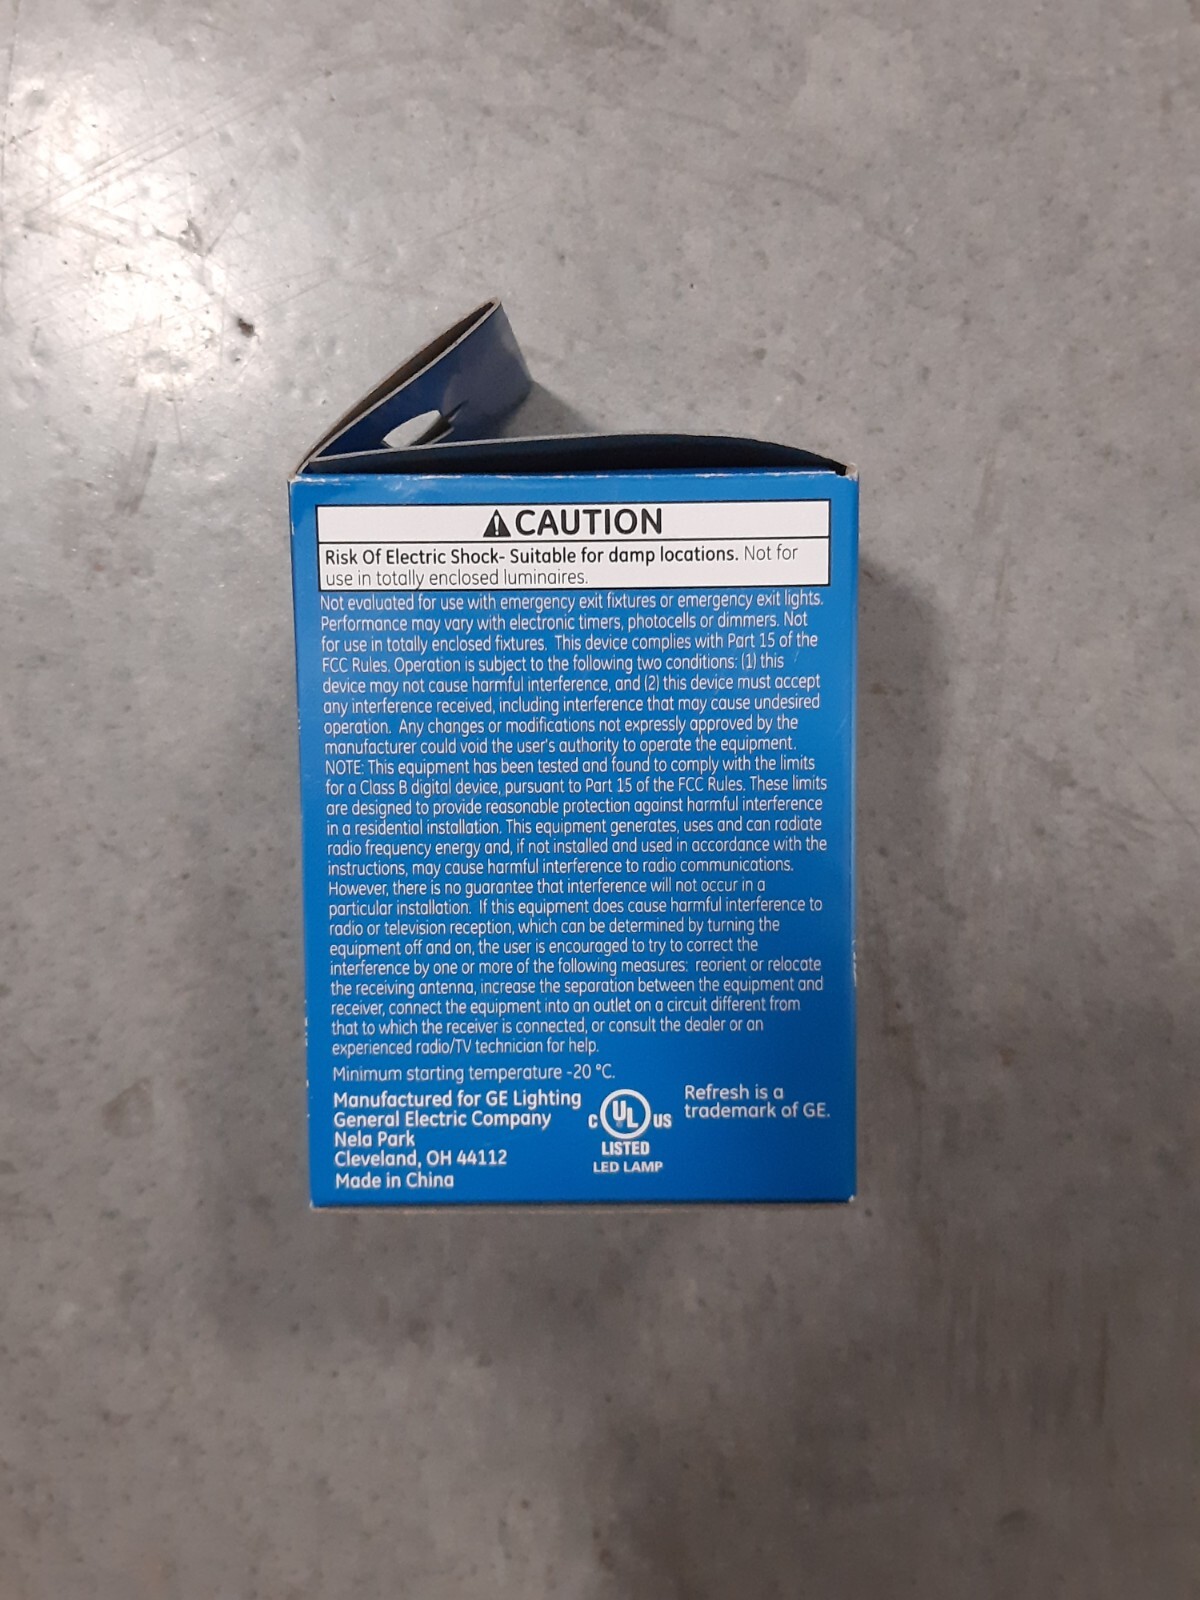 CAUTION
Risk Of Electric Shock- Suitable for damp locations. Not for
use in totally enclosed luminaires.
Not evaluated for use with emergency exit fixtures or emergency exit lights.
Performance may vary with electronic timers, photocells or dimmers. Not
for use in totally enclosed fixtures. This device complies with Part 15 of the
FCC Rules. Operation is subject to the following two conditions: (1) this
device may not cause harmful interference, and (2) this device must accept
any interference received, including interference that may cause undesired
operation. Any changes or modifications not expressly approved by the
manufacturer could void the user's authority to operate the equipment.
NOTE: This equipment has been tested and found to comply with the limits
for a Class B digital device, pursuant to Part 15 of the FCC Rules. These limits
are designed to provide reasonable protection against harmful interference
in a residential installation. This equipment generates, uses and can radiate
radio frequency energy and, if not installed and used in accordance with the
instructions, may cause harmful interference to radio communications.
However, there is no guarantee that interference will not occur in a
particular installation. If this equipment does cause harmful interference to
radio or television reception, which can be determined by turning the
equipment off and on, the user is encouraged to try to correct the
interference by one or more of the following measures: reorient or relocate
the receiving antenna, increase the separation between the equipment and
receiver, connect the equipment into an outlet on a circuit different from
that to which the receiver is connected, or consult the dealer or an
experienced radio/TV technician for help.
Minimum starting temperature -20 °C.
Manufactured for GE Lighting
General Electric Company
Nela Park
Cleveland, OH 44112
Made in China
C UL US
LISTED
LED LAMP
Refresh is a
trademark of GE.